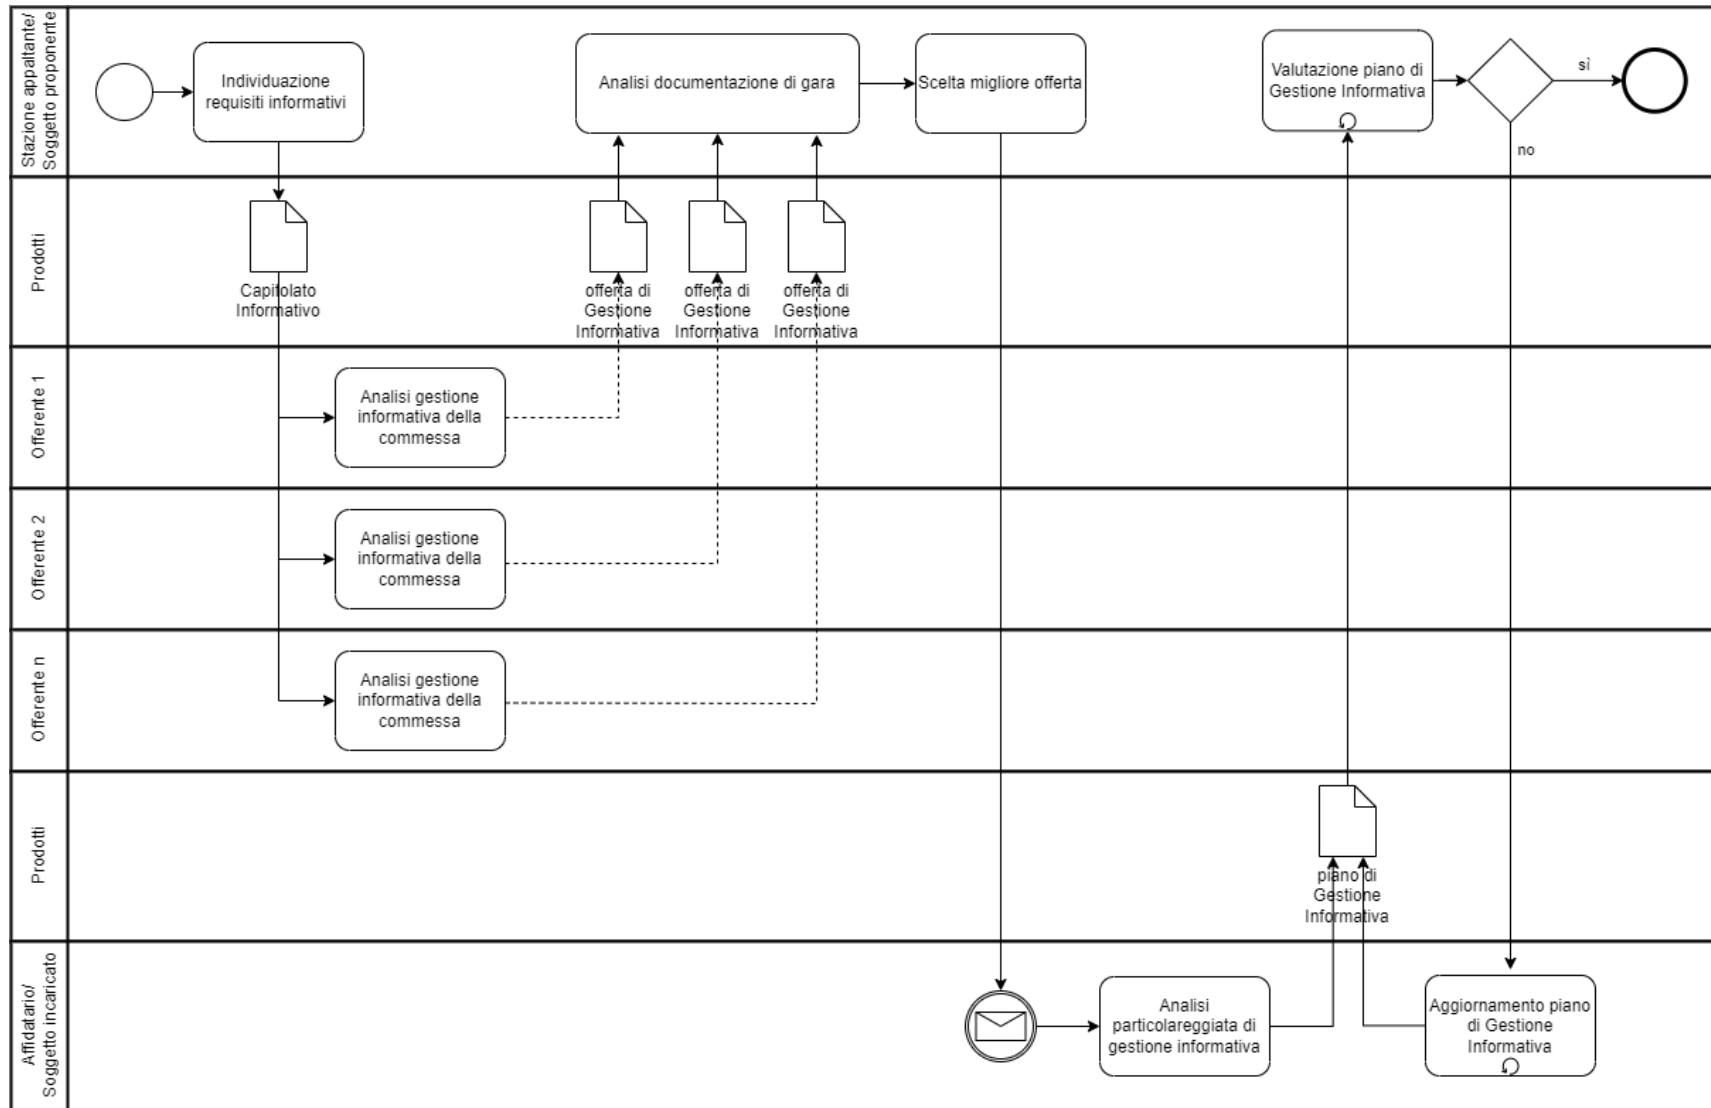 Stazione appaltante/
Soggetto proponente
Individuazione
requisiti informativi
Analisi documentazione di gara
Scelta migliore offerta
Valutazione piano di
Gestione Informativa
sì
no
Prodotti
Capitolato
Informativo
offerta di
Gestione
Informativa
offerta di
Gestione
Informativa
offerta di
Gestione
Informativa
Offerente 1
Analisi gestione
informativa della
commessa
Offerente 2
Analisi gestione
informativa della
commessa
Offerente n
Analisi gestione
informativa della
commessa
Prodotti
piano di
Gestione
Informativa
Affidatario/
Soggetto incaricato
Analisi
particolareggiata di
gestione informativa
Aggiornamento piano
di Gestione
Informativa